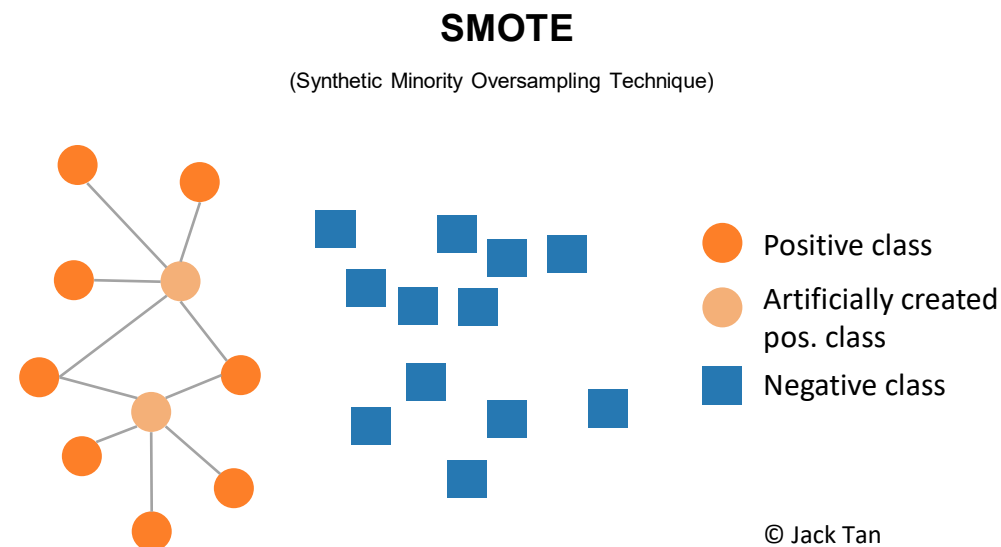 SMOTE
(Synthetic Minority Oversampling Technique)
Positive class
Artificially created
pos. class
Negative class
© Jack Tan